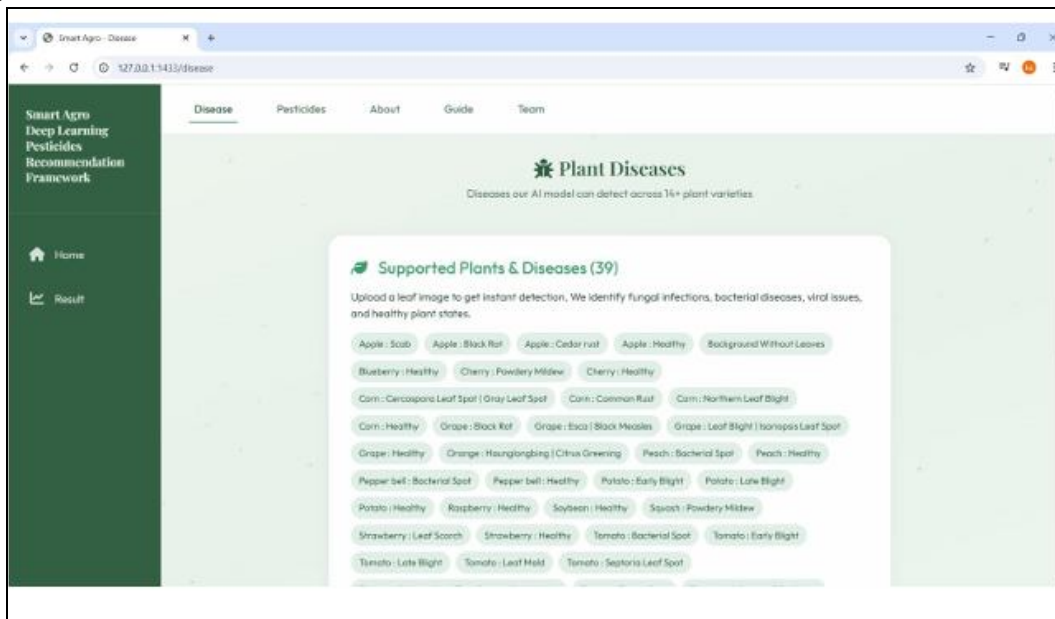 Smart Agro - Disease
127.0.0.1:1433/disease
Smart Agro
Deep Learning
Pesticides
Recommendation
Framework
Home
Result
Disease Pesticides About Guide Team
Plant Diseases
Diseases our AI model can detect across 14+ plant varieties
Supported Plants & Diseases (39)
Upload a leaf image to get instant detection, We identify fungal infections, bacterial diseases, viral issues,
and healthy plant states.
Apple : Scab Apple : Black Rot Apple : Cedar rust Apple : Healthy Background Without Leaves
Blueberry : Healthy Cherry : Powdery Mildew Cherry : Healthy
Corn : Cercospora Leaf Spot | Gray Leaf Spot Corn : Common Rust Corn : Northern Leaf Blight
Corn : Healthy Grape : Black Rot Grape : Esca | Black Measles Grape : Leaf Blight | Isariopsis Leaf Spot
Grape : Healthy Orange : Haunglongbing | Citrus Greening Peach : Bacterial Spot Peach : Healthy
Pepper bell : Bacterial Spot Pepper bell : Healthy Potato : Early Blight Potato : Late Blight
Potato : Healthy Raspberry : Healthy Soybean : Healthy Squash : Powdery Mildew
Strawberry : Leaf Scorch Strawberry : Healthy Tomato : Bacterial Spot Tomato : Early Blight
Tomato : Late Blight Tomato : Leaf Mold Tomato : Septoria Leaf Spot